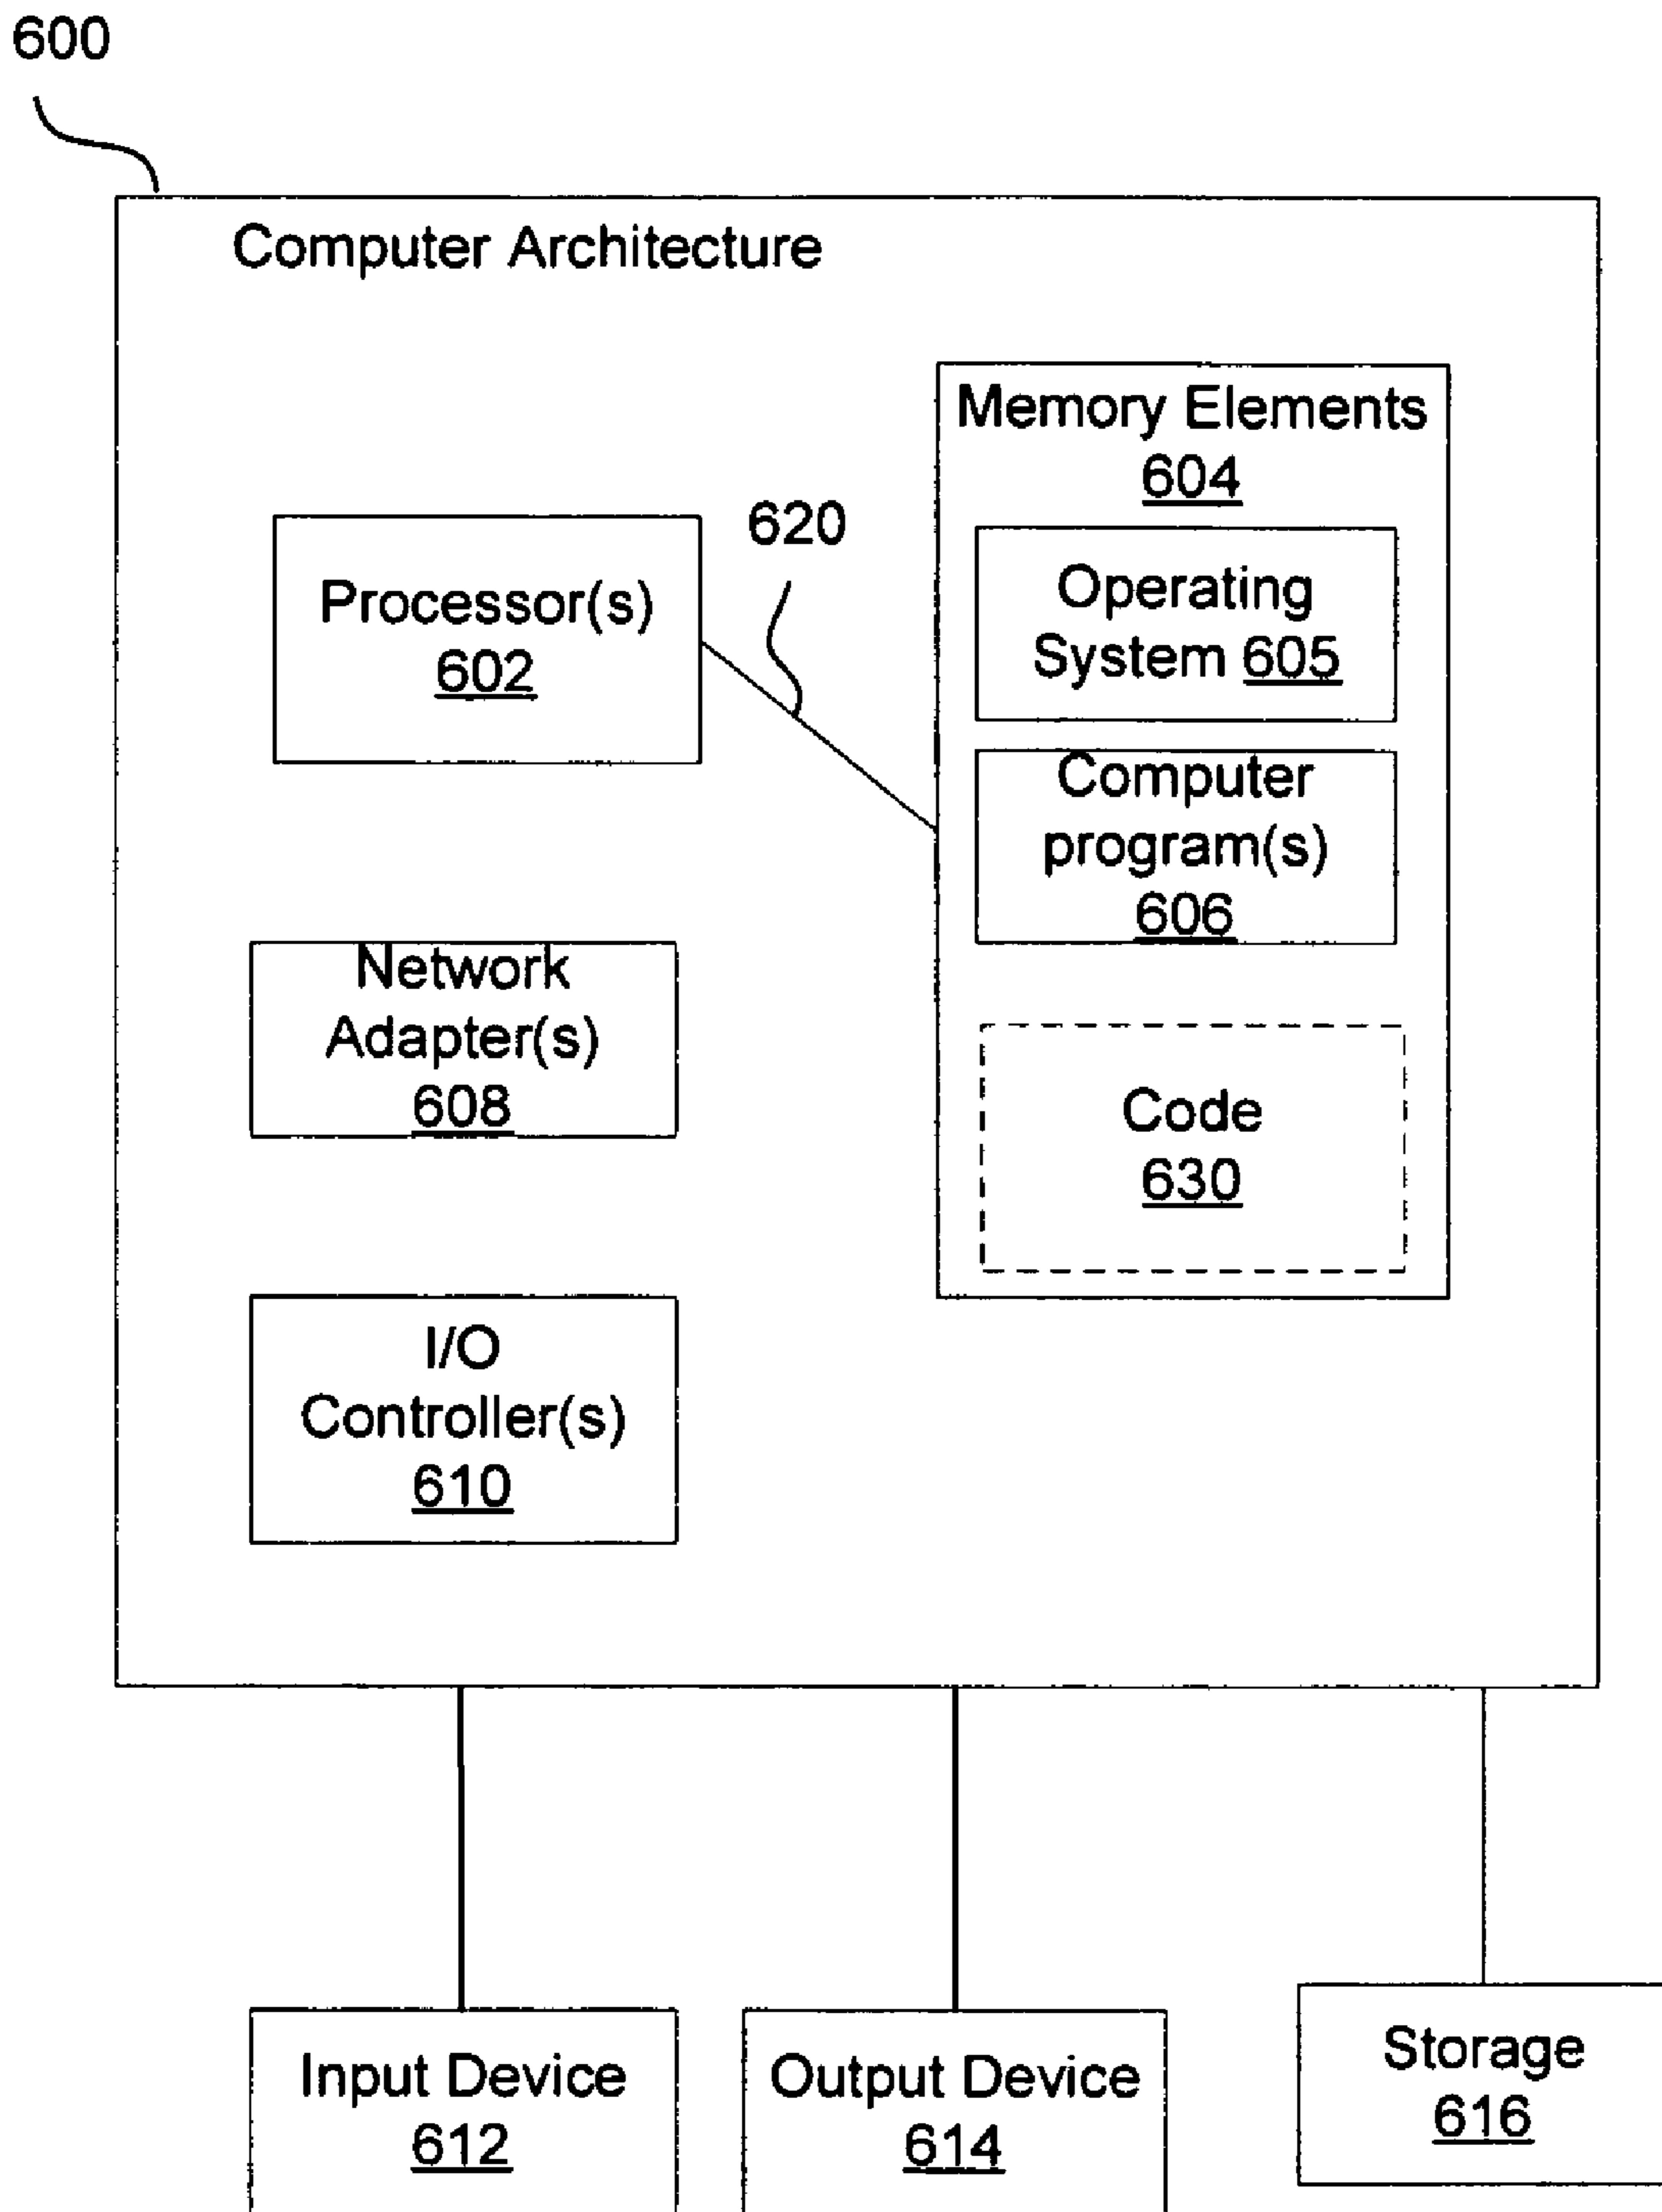 600
Computer Architecture
Memory Elements
604
620
Processor(s)
602
Operating
System 605
Computer
program(s)
606
Network
Adapter(s)
608
Code
630
I/O
Controller(s)
610
Input Device
612
Output Device
614
Storage
616